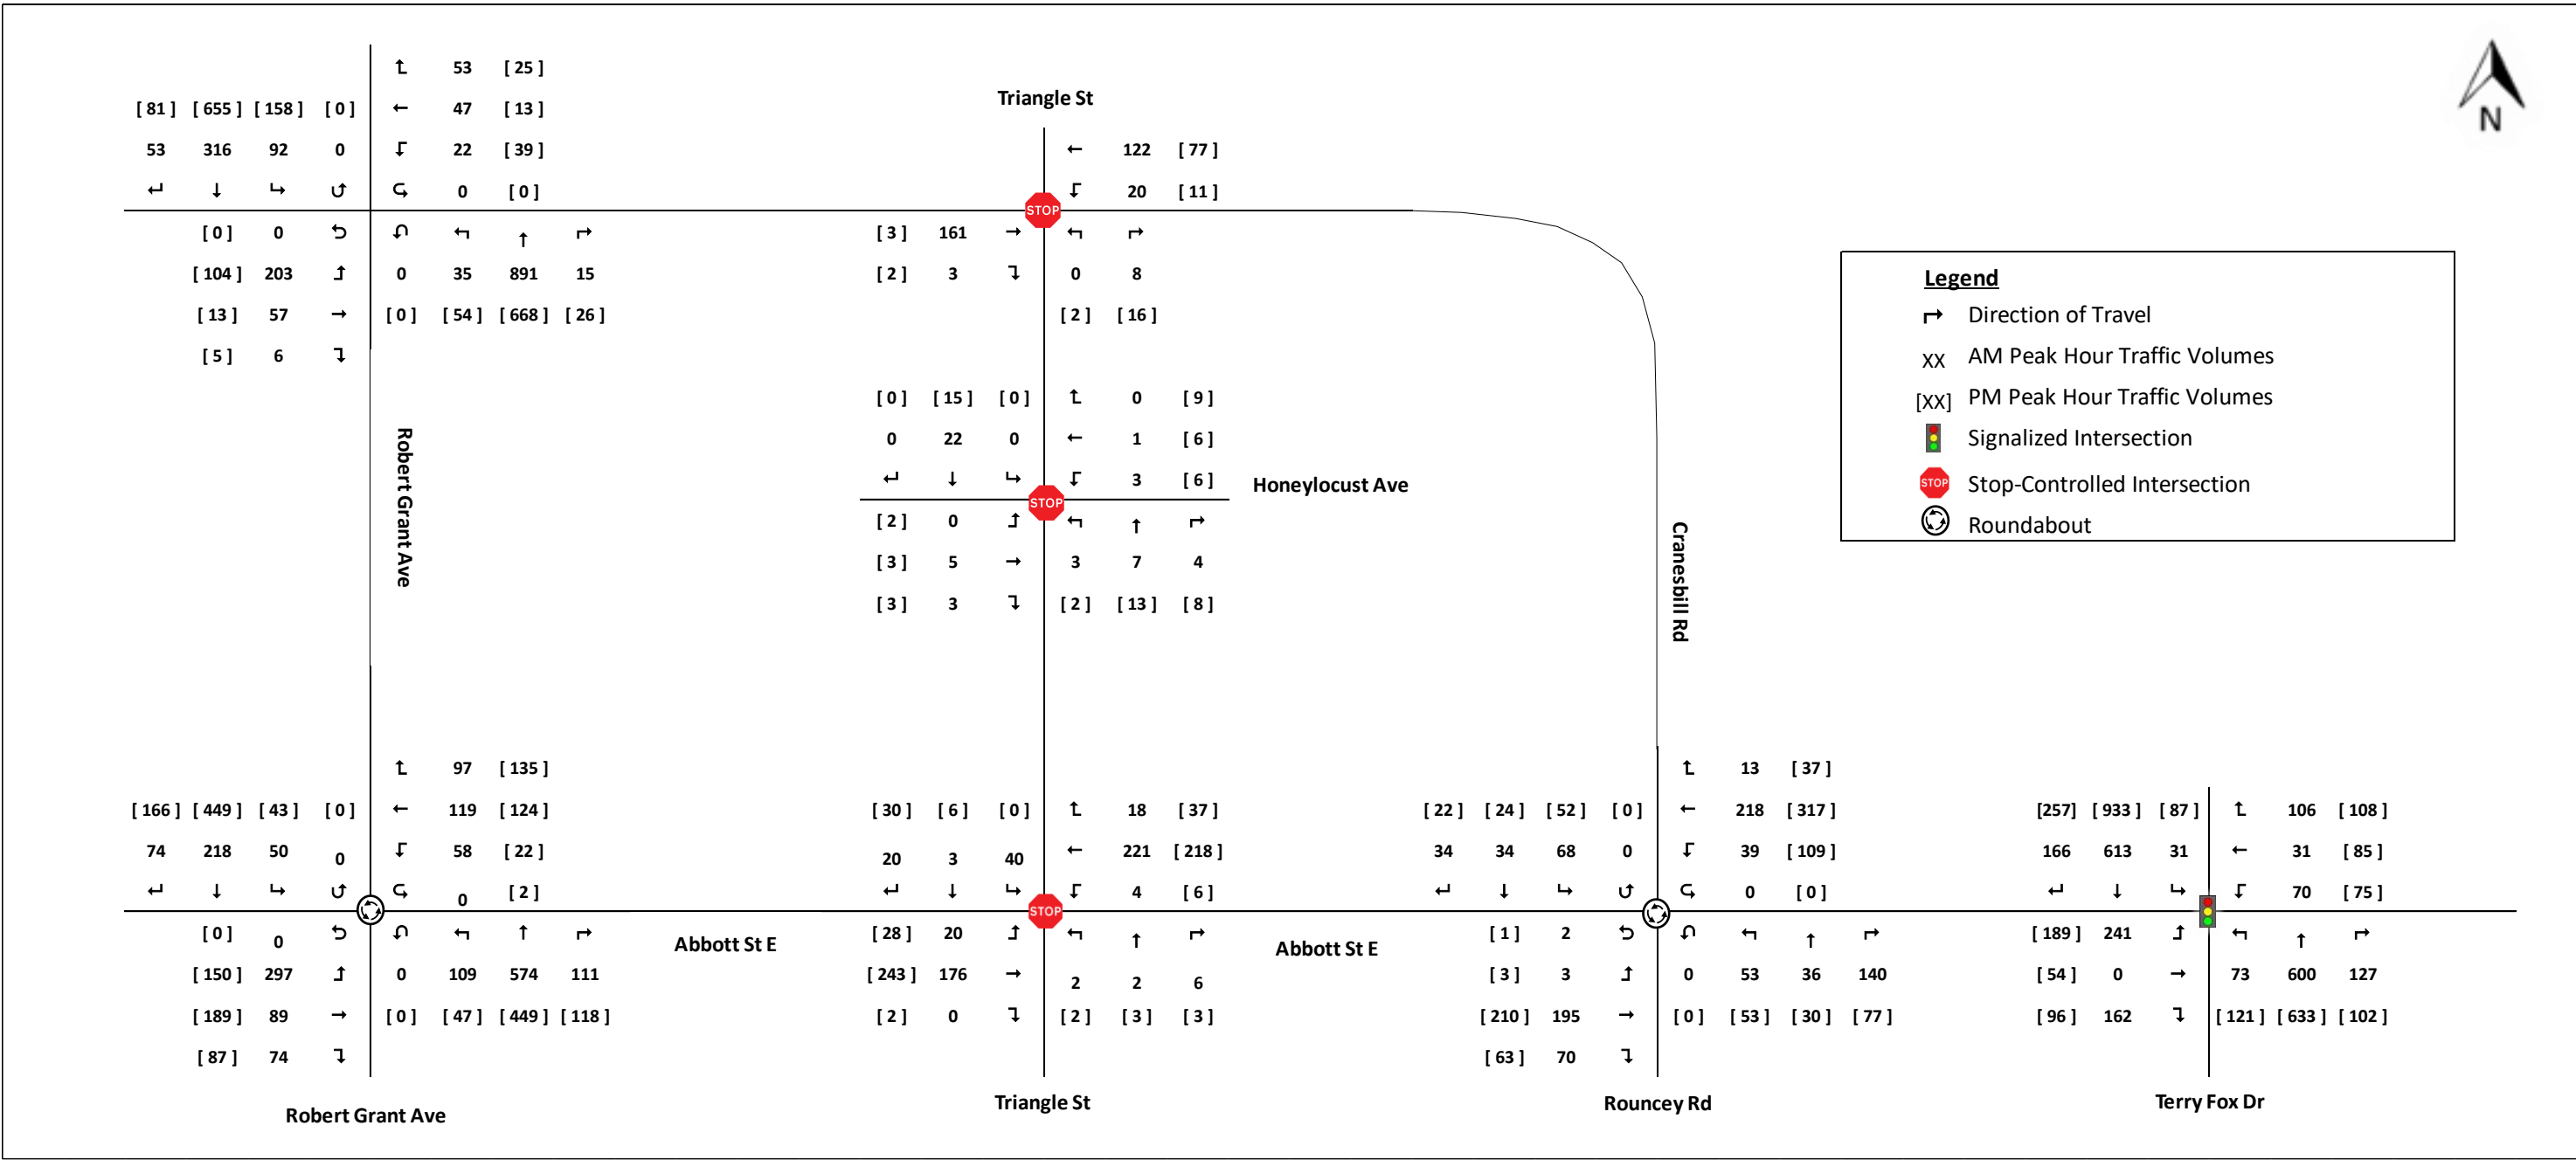 53 [ 25 ]
[ 81 ] [ 655 ] [ 158 ] [ 0 ] 47 [ 13 ]
53 316 92 0 22 [ 39 ]
0 [ 0 ]
[ 0 ] 0
[ 104 ] 203 0 35 891 15
[ 13 ] 57 [ 0 ] [ 54 ] [ 668 ] [ 26 ]
[ 5 ] 6
Robert Grant Ave
Triangle St
122 [ 77 ]
20 [ 11 ]
STOP
[ 3 ] 161
[ 2 ] 3 0 8
[ 2 ] [ 16 ]
[ 0 ] [ 15 ] [ 0 ] 0 [ 9 ]
0 22 0 1 [ 6 ]
3 [ 6 ]
Honeylocust Ave
STOP
[ 2 ] 0
[ 3 ] 5 3 7 4
[ 3 ] 3 [ 2 ] [ 13 ] [ 8 ]
Cranesbill Rd
N
Legend
Direction of Travel
XX AM Peak Hour Traffic Volumes
[XX] PM Peak Hour Traffic Volumes
Signalized Intersection
STOP Stop-Controlled Intersection
Roundabout
97 [ 135 ]
[ 166 ] [ 449 ] [ 43 ] [ 0 ] 119 [ 124 ]
74 218 50 0 58 [ 22 ]
0 [ 2 ]
[ 0 ] 0
[ 150 ] 297 0 109 574 111
[ 189 ] 89 [ 0 ] [ 47 ] [ 449 ] [ 118 ]
[ 87 ] 74
Robert Grant Ave
Abbott St E
[ 30 ] [ 6 ] [ 0 ] 18 [ 37 ]
20 3 40 221 [ 218 ]
4 [ 6 ]
STOP
[ 28 ] 20
[ 243 ] 176 2 2 6
[ 2 ] 0 [ 2 ] [ 3 ] [ 3 ]
Triangle St
Abbott St E
13 [ 37 ]
[ 22 ] [ 24 ] [ 52 ] [ 0 ] 218 [ 317 ]
34 34 68 0 39 [ 109 ]
0 [ 0 ]
[ 1 ] 2
[ 3 ] 3 0 53 36 140
[ 210 ] 195 [ 0 ] [ 53 ] [ 30 ] [ 77 ]
[ 63 ] 70
Rouncey Rd
[257] [ 933 ] [ 87 ] 106 [ 108 ]
166 613 31 31 [ 85 ]
70 [ 75 ]
[ 189 ] 241
[ 54 ] 0 73 600 127
[ 96 ] 162 [ 121 ] [ 633 ] [ 102 ]
Terry Fox Dr